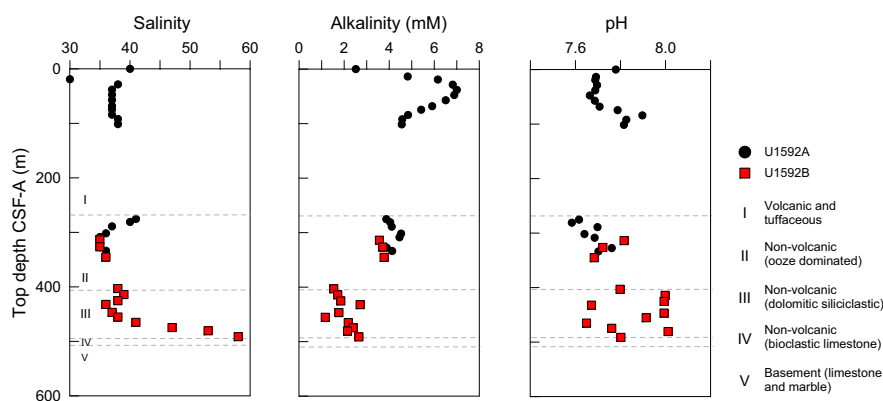 Salinity
Alkalinity (mM)
pH
30 40 50 60
0 2 4 6 8
7.6 8.0
0
200
400
600
Top depth CSF-A (m)
I
II
III
IV
V
U1592A
U1592B
I Volcanic and
tuffaceous
II Non-volcanic
(ooze dominated)
III Non-volcanic
(dolomitic siliciclastic)
IV Non-volcanic
(bioclastic limestone)
V Basement (limestone
and marble)